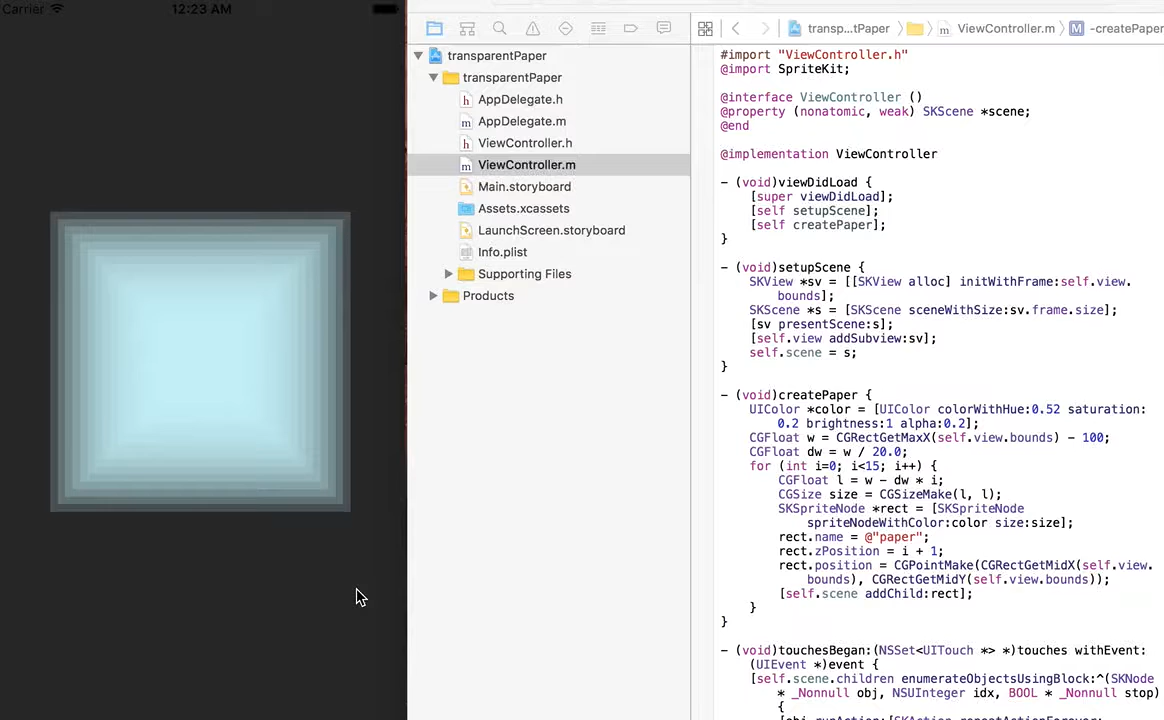 Carrier
12:23 AM
transp...tPaper
ViewController.m
M
-createPaper
transparentPaper
transparentPaper
h AppDelegate.h
m AppDelegate.m
h ViewController.h
m ViewController.m
Main.storyboard
Assets.xcassets
LaunchScreen.storyboard
Info.plist
Supporting Files
Products
#import "ViewController.h"
@import SpriteKit;
@interface ViewController ()
@property (nonatomic, weak) SKScene *scene;
@end
@implementation ViewController
- (void)viewDidLoad {
[super viewDidLoad];
[self setupScene];
[self createPaper];
}
- (void)setupScene {
SKView *sv = [[SKView alloc] initWithFrame:self.view.
bounds];
SKScene *s = [SKScene sceneWithSize:sv.frame.size];
[sv presentScene:s];
[self.view addSubview:sv];
self.scene = s;
}
- (void)createPaper {
UIColor *color = [UIColor colorWithHue:0.52 saturation:
0.2 brightness:1 alpha:0.2];
CGFloat w = CGRectGetMaxX(self.view.bounds) - 100;
CGFloat dw = w / 20.0;
for (int i=0; i<15; i++) {
CGFloat l = w - dw * i;
CGSize size = CGSizeMake(l, l);
SKSpriteNode *rect = [SKSpriteNode
spriteNodeWithColor:color size:size];
rect.name = @"paper";
rect.zPosition = i + 1;
rect.position = CGPointMake(CGRectGetMidX(self.view.
bounds), CGRectGetMidY(self.view.bounds));
[self.scene addChild:rect];
}
}
- (void)touchesBegan:(NSSet<UITouch *> *)touches withEvent:
(UIEvent *)event {
[self.scene.children enumerateObjectsUsingBlock:^(SKNode
* _Nonnull obj, NSUInteger idx, BOOL * _Nonnull stop)
{
[obj runAction:[SKAction repeatActionForever: